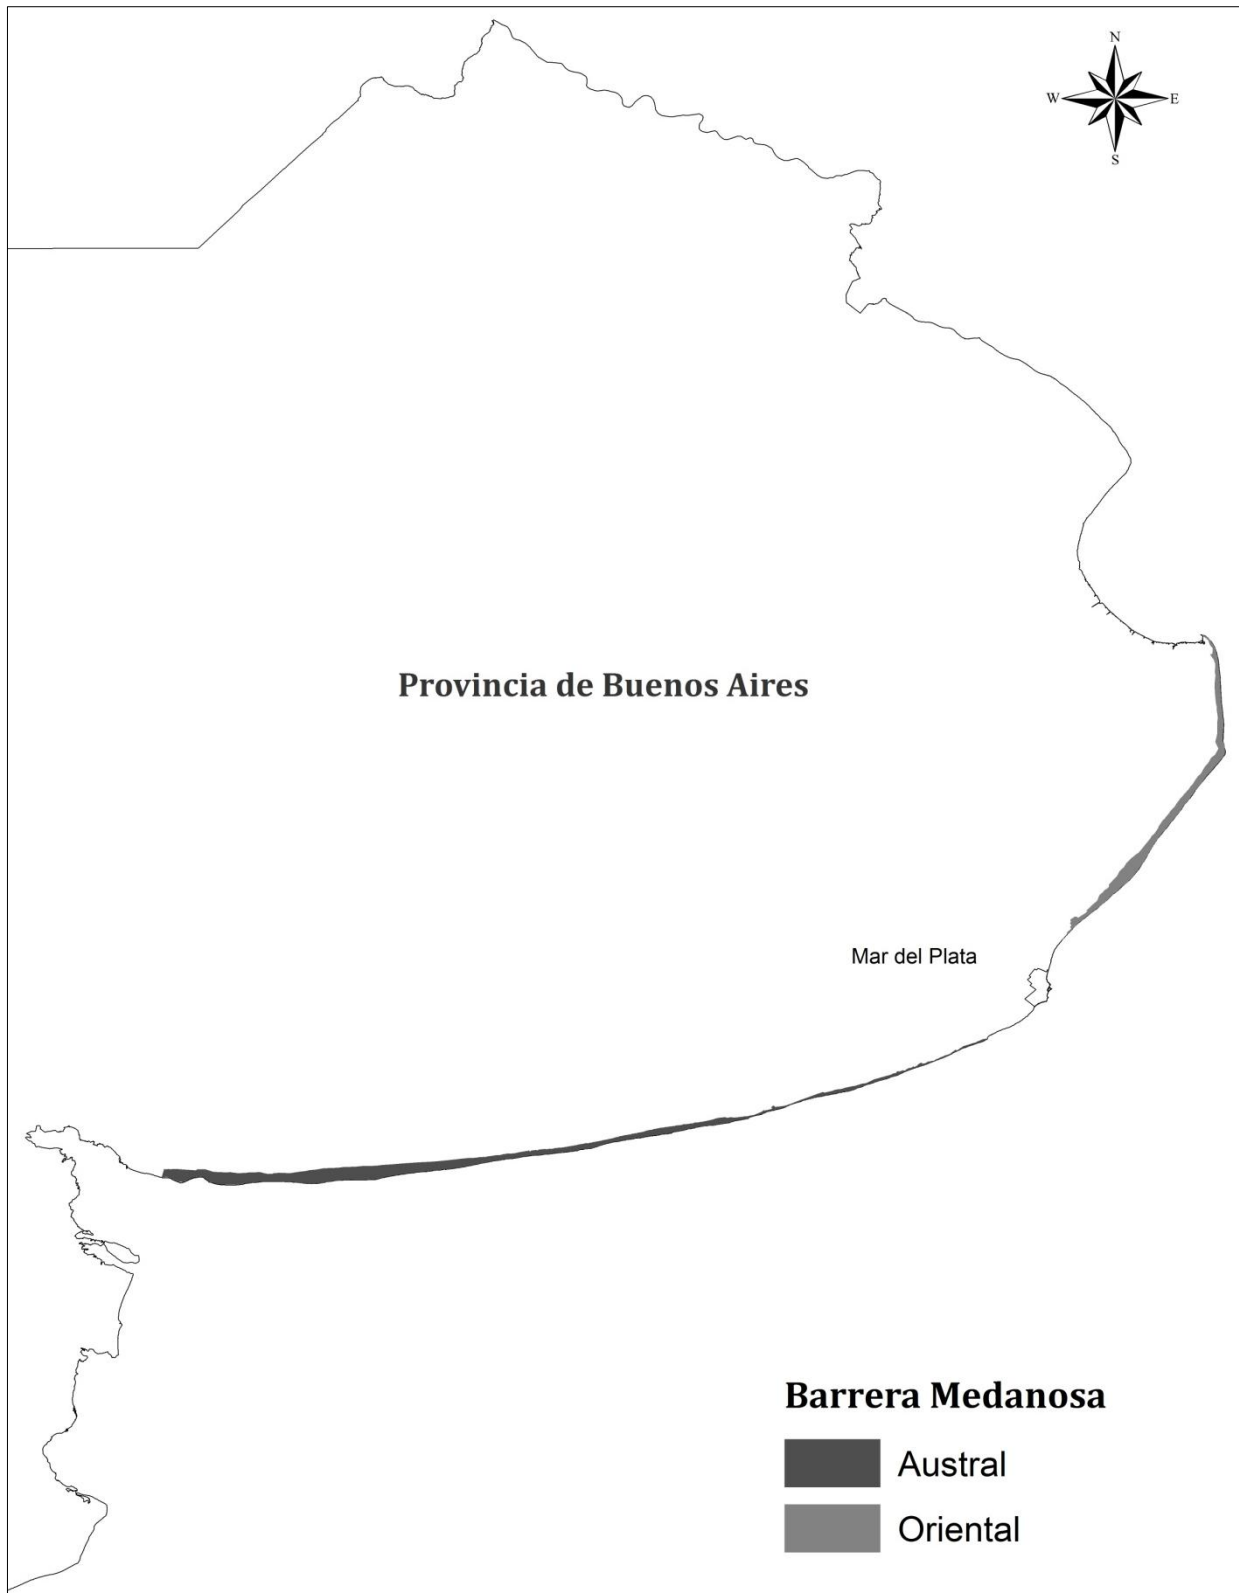 N
W E
S
Provincia de Buenos Aires
Mar del Plata
Barrera Medanosa
Austral
Oriental